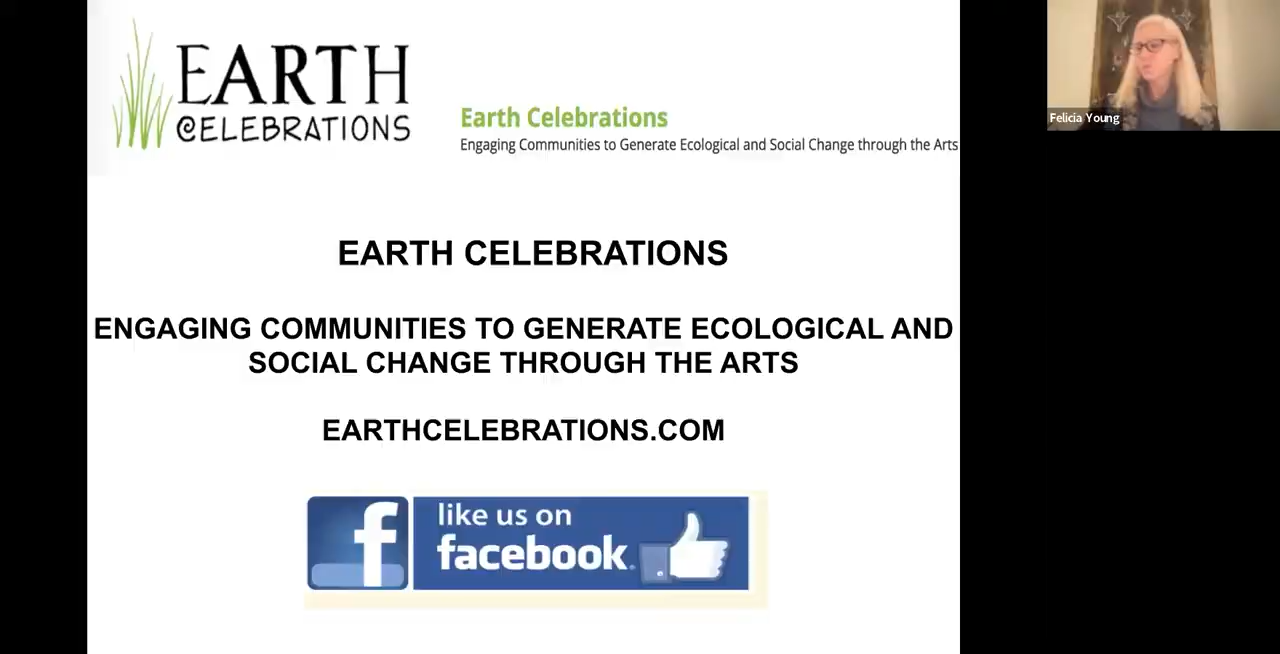 EARTH
CELEBRATIONS
Earth Celebrations
Engaging Communities to Generate Ecological and Social Change through the Arts
Felicia Young
EARTH CELEBRATIONS
ENGAGING COMMUNITIES TO GENERATE ECOLOGICAL AND
SOCIAL CHANGE THROUGH THE ARTS
EARTHCELEBRATIONS.COM
f
like us on
facebook.